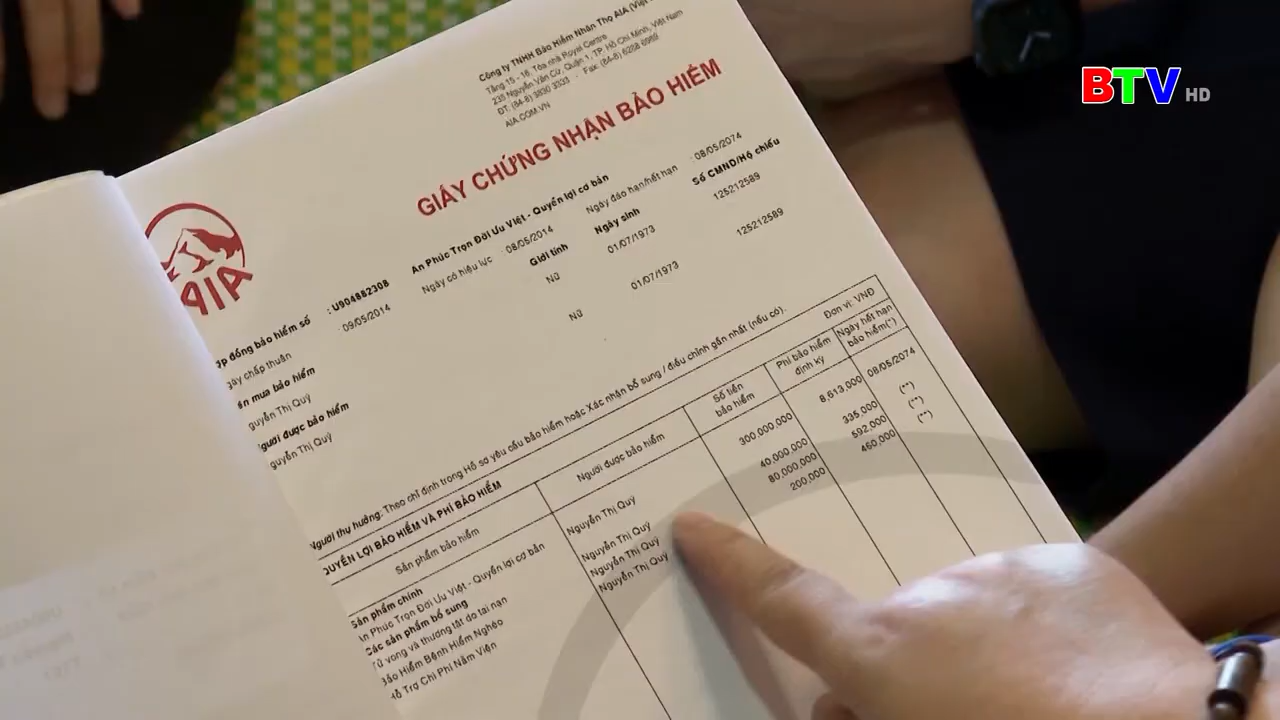 BTV HD
Công ty TNHH Bảo Hiểm Nhân Thọ AIA (Việt
Tầng 15 - 16, Tòa nhà Royal Centre
235 Nguyễn Văn Cừ, Quận 1, TP. Hồ Chí Minh, Việt Nam
ĐT: (84-8) 3830 3333 - Fax: (84-8) 6288 0989
AIA.COM.VN
GIẤY CHỨNG NHẬN BẢO HIỂM
AIA
ợp đồng bảo hiểm số : U904882308 An Phúc Trọn Đời Ưu Việt - Quyền lợi cơ bản
gày chấp thuận : 09/05/2014 Ngày có hiệu lực : 08/05/2014 Ngày đáo hạn/hết hạn : 08/05/2074
ên mua bảo hiểm Giới tính Ngày sinh Số CMND/Hộ chiếu
guyễn Thị Quý Nữ 01/07/1973 125212589
gười được bảo hiểm
guyễn Thị Quý Nữ 01/07/1973 125212589
Người thụ hưởng: Theo chỉ định trong Hồ sơ yêu cầu bảo hiểm hoặc Xác nhận bổ sung / điều chỉnh gần nhất (nếu có).
QUYỀN LỢI BẢO HIỂM VÀ PHÍ BẢO HIỂM Đơn vị: VNĐ
Sản phẩm bảo hiểm Người được bảo hiểm Số tiền bảo hiểm Phí bảo hiểm định kỳ Ngày hết hạn bảo hiểm(*)
Sản phẩm chính
An Phúc Trọn Đời Ưu Việt - Quyền lợi cơ bản Nguyễn Thị Quý 300,000,000 8,613,000 08/05/2074
Các sản phẩm bổ sung
Tử vong và thương tật do tai nạn Nguyễn Thị Quý 40,000,000 335,000 (**)
Bảo Hiểm Bệnh Hiểm Nghèo Nguyễn Thị Quý 80,000,000 592,000 (**)
Hỗ Trợ Chi Phí Nằm Viện Nguyễn Thị Quý 200,000 460,000 (**)